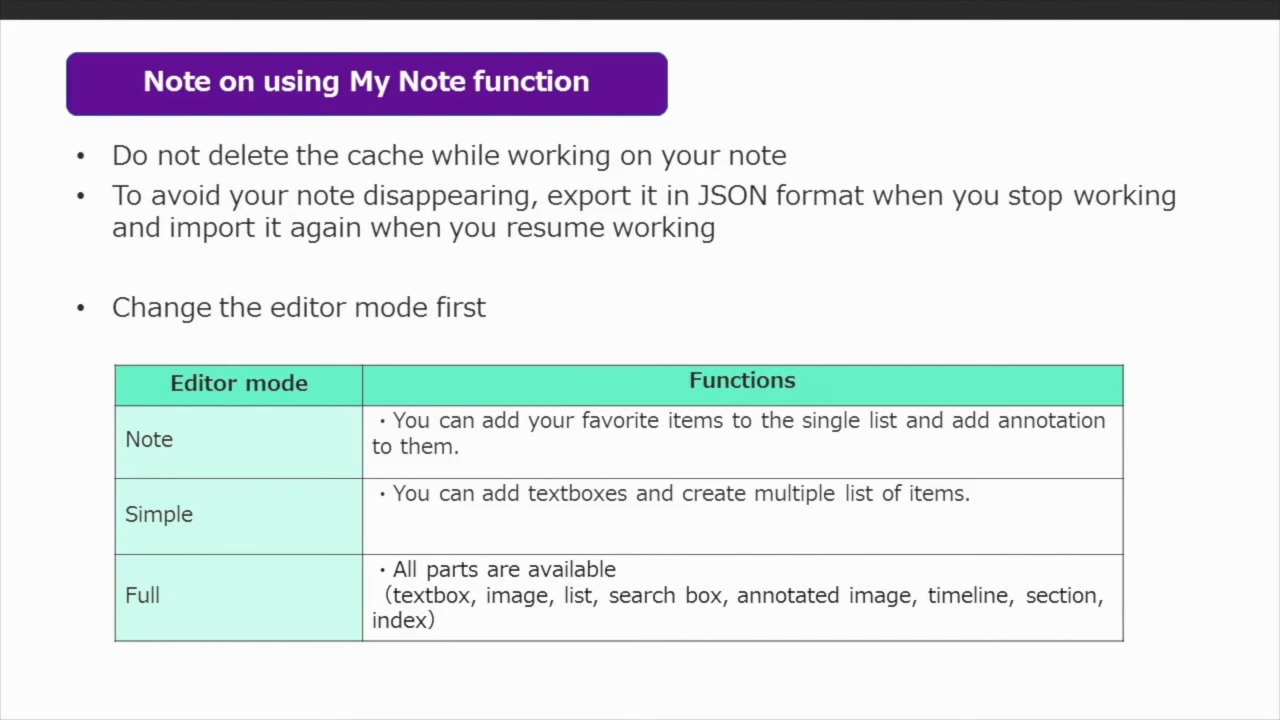 Note on using My Note function
• Do not delete the cache while working on your note
• To avoid your note disappearing, export it in JSON format when you stop working
and import it again when you resume working
• Change the editor mode first
Editor mode
Functions
Note
・You can add your favorite items to the single list and add annotation
to them.
Simple
・You can add textboxes and create multiple list of items.
Full
・All parts are available
（textbox, image, list, search box, annotated image, timeline, section,
index）